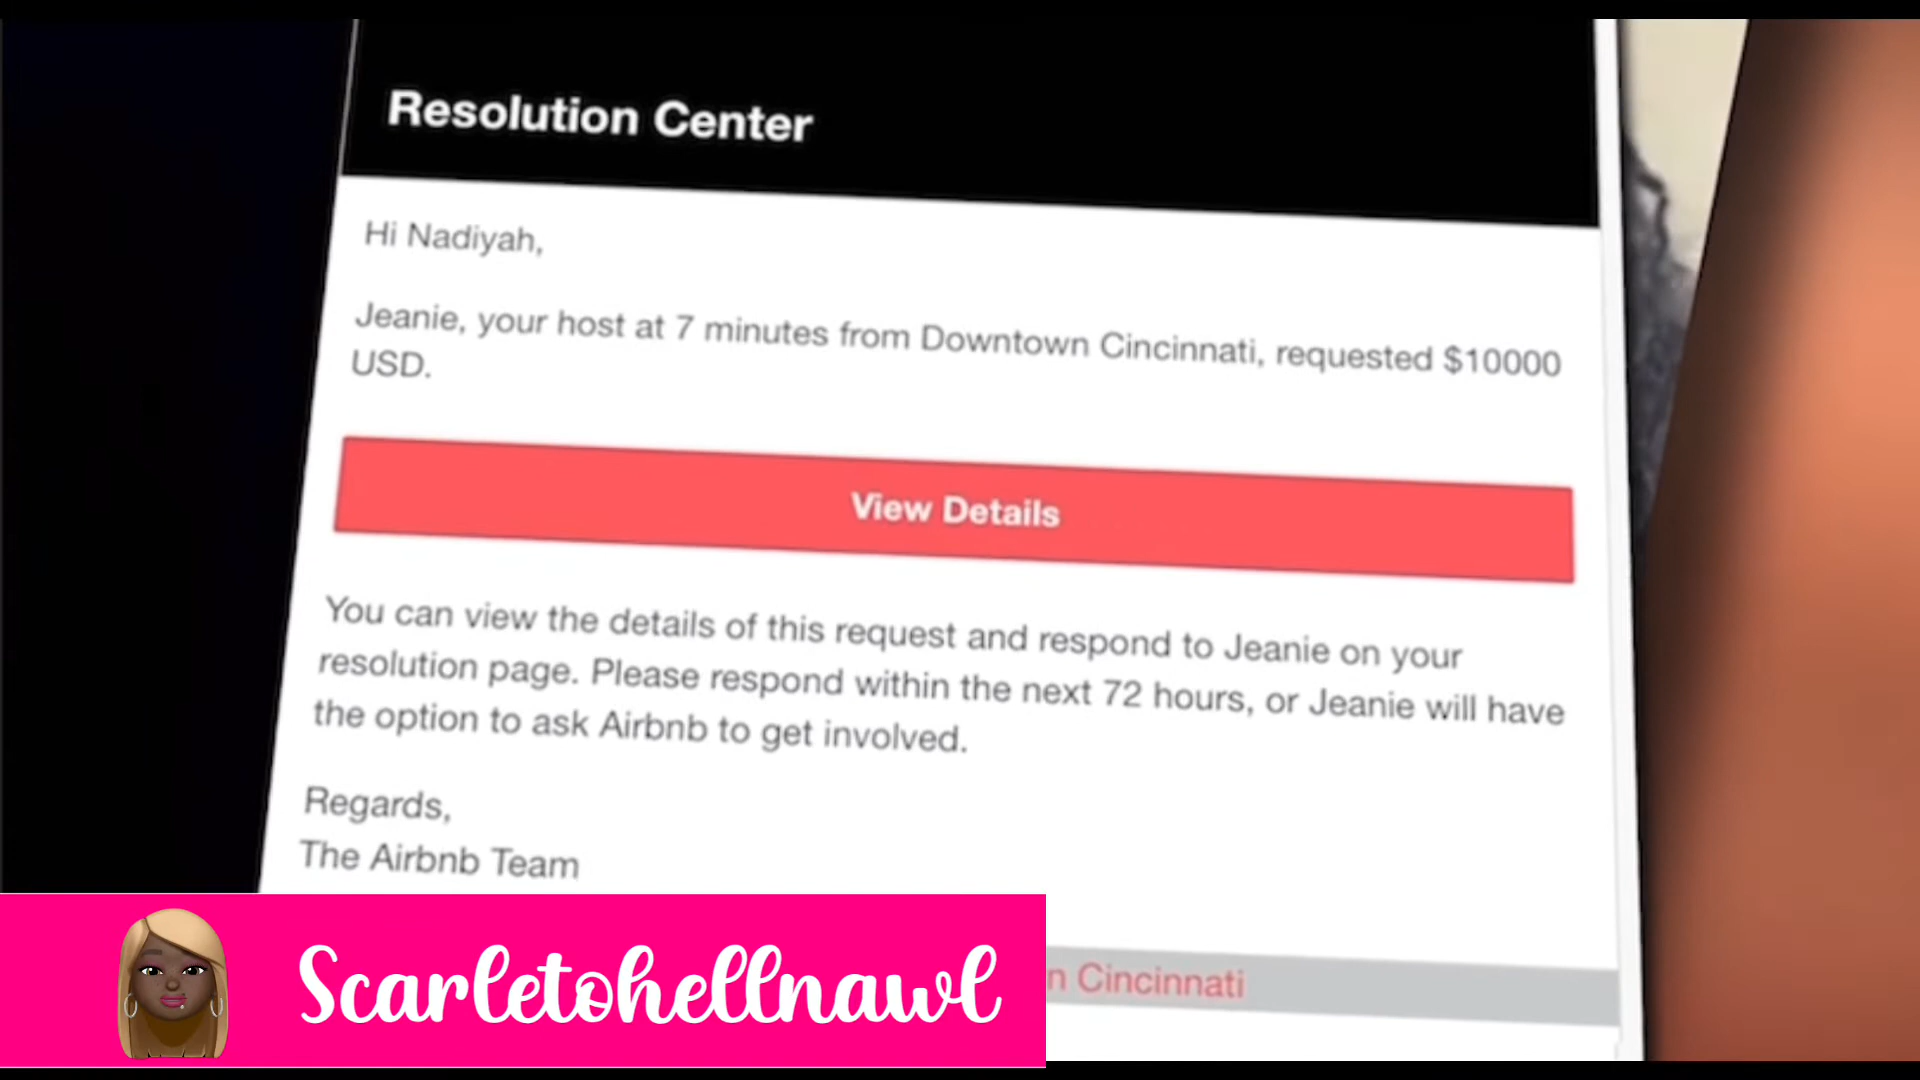 Resolution Center
Hi Nadiyah,
Jeanie, your host at 7 minutes from Downtown Cincinnati, requested $10000
USD.
View Details
You can view the details of this request and respond to Jeanie on your
resolution page. Please respond within the next 72 hours, or Jeanie will have
the option to ask Airbnb to get involved.
Regards,
The Airbnb Team
Scarletohellnawl
n Cincinnati